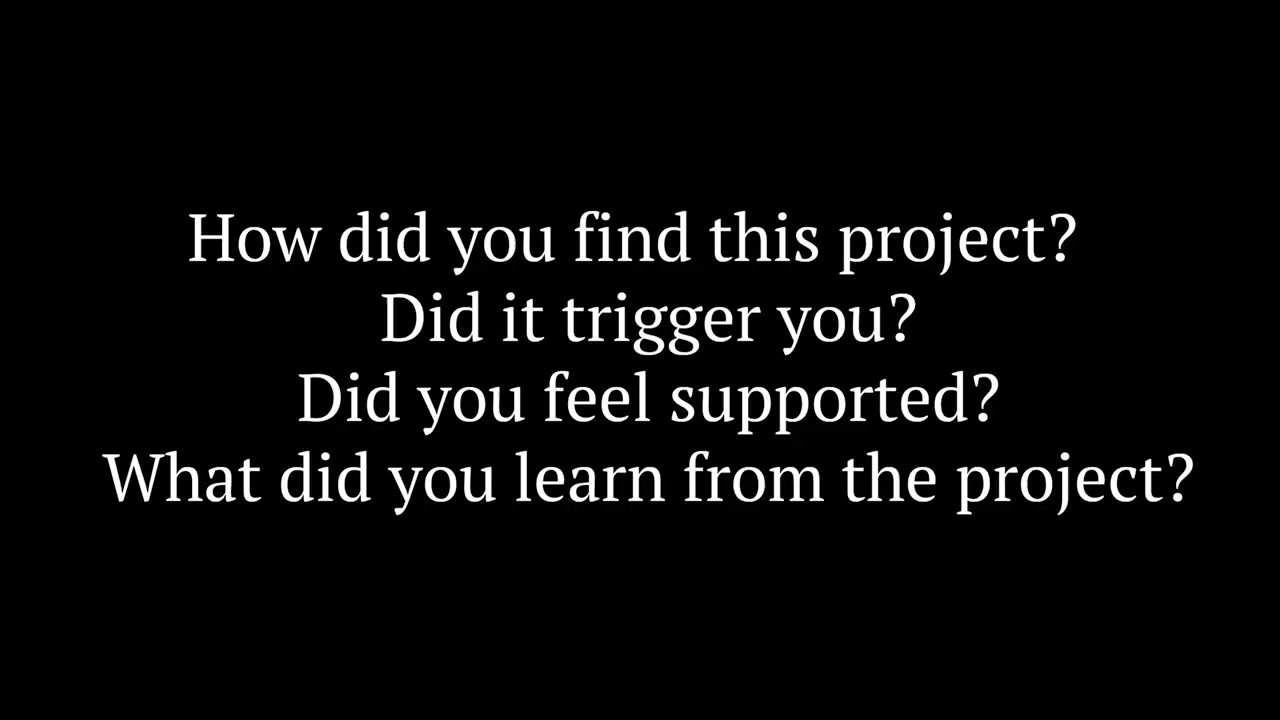 How did you find this project?
Did it trigger you?
Did you feel supported?
What did you learn from the project?